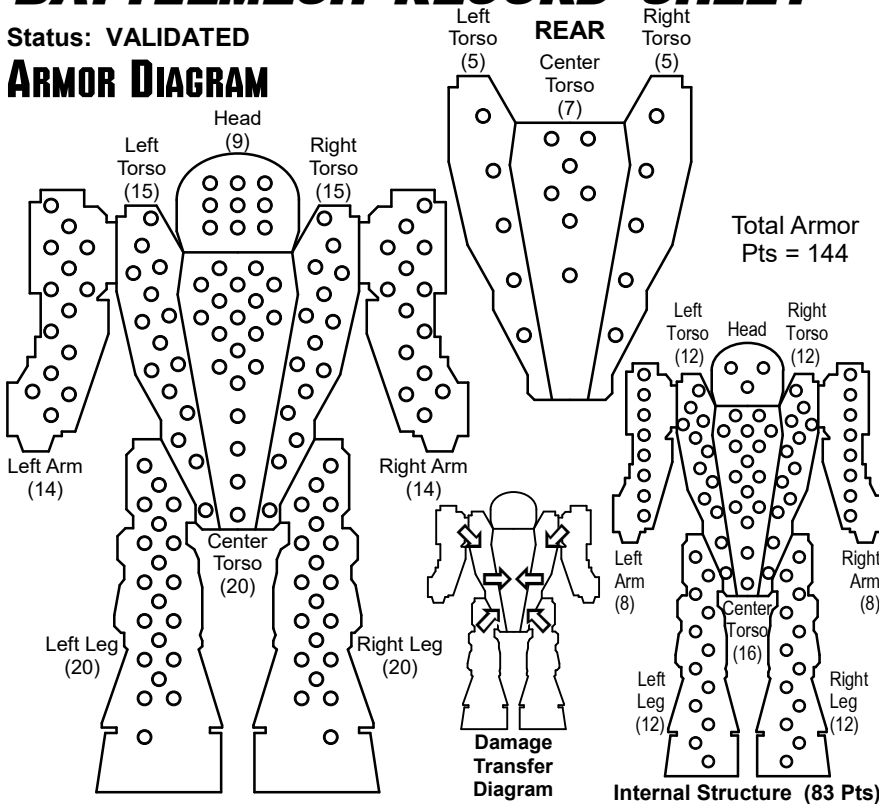 BATTLEMECH RECORD SHEET
Status: VALIDATED
ARMOR DIAGRAM
Head
(9)
Left
Torso
(15)
Right
Torso
(15)
Left Arm
(14)
Right Arm
(14)
Center
Torso
(20)
Left Leg
(20)
Right Leg
(20)
REAR
Left
Torso
(5)
Center
Torso
(7)
Right
Torso
(5)
Total Armor
Pts = 144
Damage
Transfer
Diagram
Left
Torso
(12)
Head
Right
Torso
(12)
Left
Arm
(8)
Right
Arm
(8)
Center
Torso
(16)
Left
Leg
(12)
Right
Leg
(12)
Internal Structure (83 Pts)